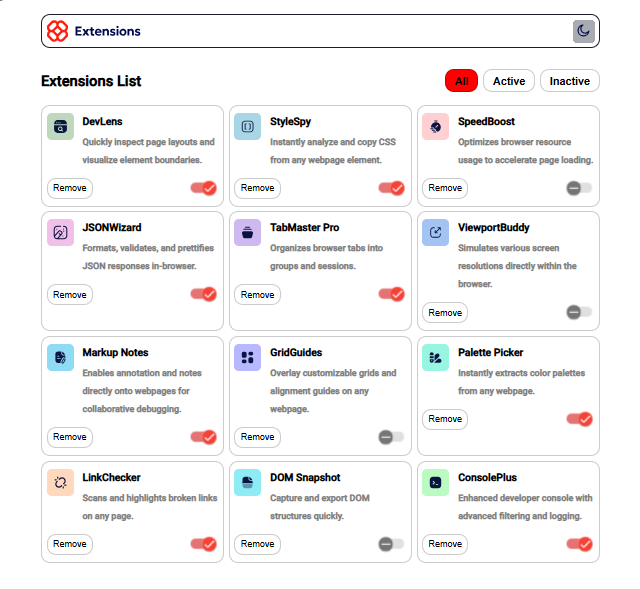 Extensions
Extensions List
All
Active
Inactive
DevLens
Quickly inspect page layouts and
visualize element boundaries.
Remove
StyleSpy
Instantly analyze and copy CSS
from any webpage element.
Remove
SpeedBoost
Optimizes browser resource
usage to accelerate page loading.
Remove
JSONWizard
Formats, validates, and prettifies
JSON responses in-browser.
Remove
TabMaster Pro
Organizes browser tabs into
groups and sessions.
Remove
ViewportBuddy
Simulates various screen
resolutions directly within the
browser.
Remove
Markup Notes
Enables annotation and notes
directly onto webpages for
collaborative debugging.
Remove
GridGuides
Overlay customizable grids and
alignment guides on any
webpage.
Remove
Palette Picker
Instantly extracts color palettes
from any webpage.
Remove
LinkChecker
Scans and highlights broken links
on any page.
Remove
DOM Snapshot
Capture and export DOM
structures quickly.
Remove
ConsolePlus
Enhanced developer console with
advanced filtering and logging.
Remove